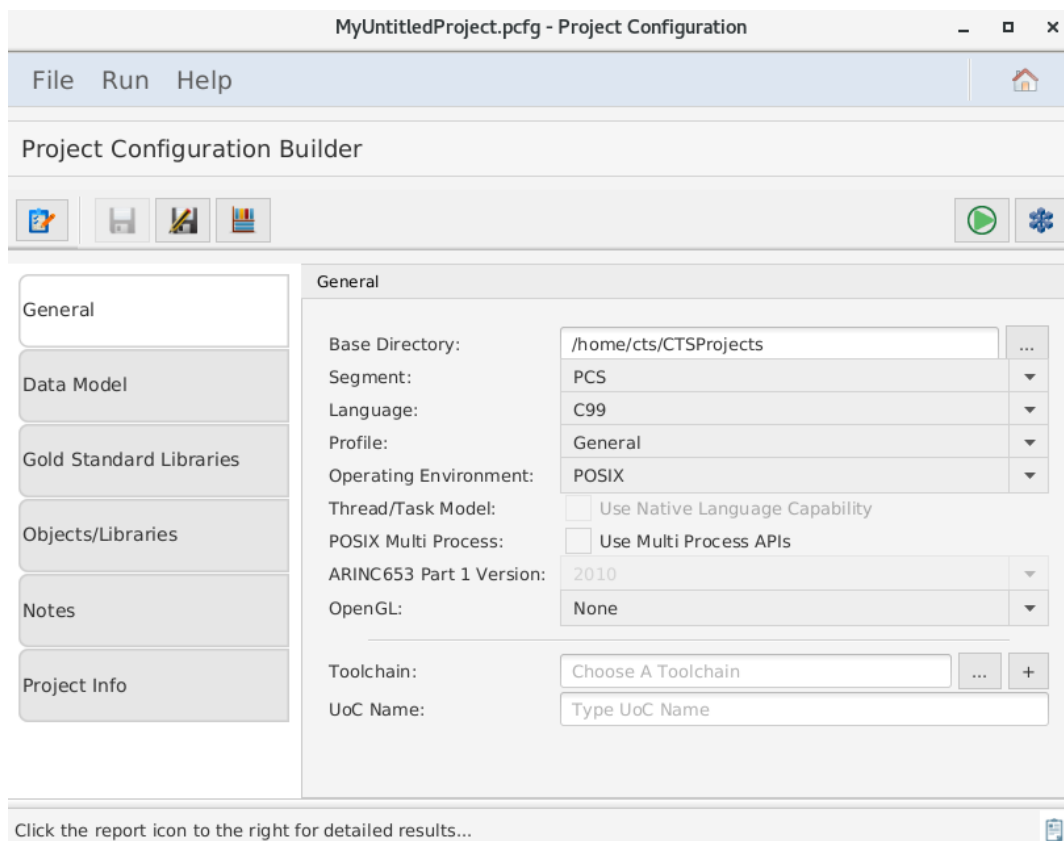 MyUntitledProject.pcfg - Project Configuration
File Run Help
Project Configuration Builder
General
Data Model
Gold Standard Libraries
Objects/Libraries
Notes
Project Info
General
Base Directory: /home/cts/CTSProjects ...
Segment: PCS
Language: C99
Profile: General
Operating Environment: POSIX
Thread/Task Model: Use Native Language Capability
POSIX Multi Process: Use Multi Process APIs
ARINC653 Part 1 Version: 2010
OpenGL: None
Toolchain: Choose A Toolchain ... +
UoC Name: Type UoC Name
Click the report icon to the right for detailed results...